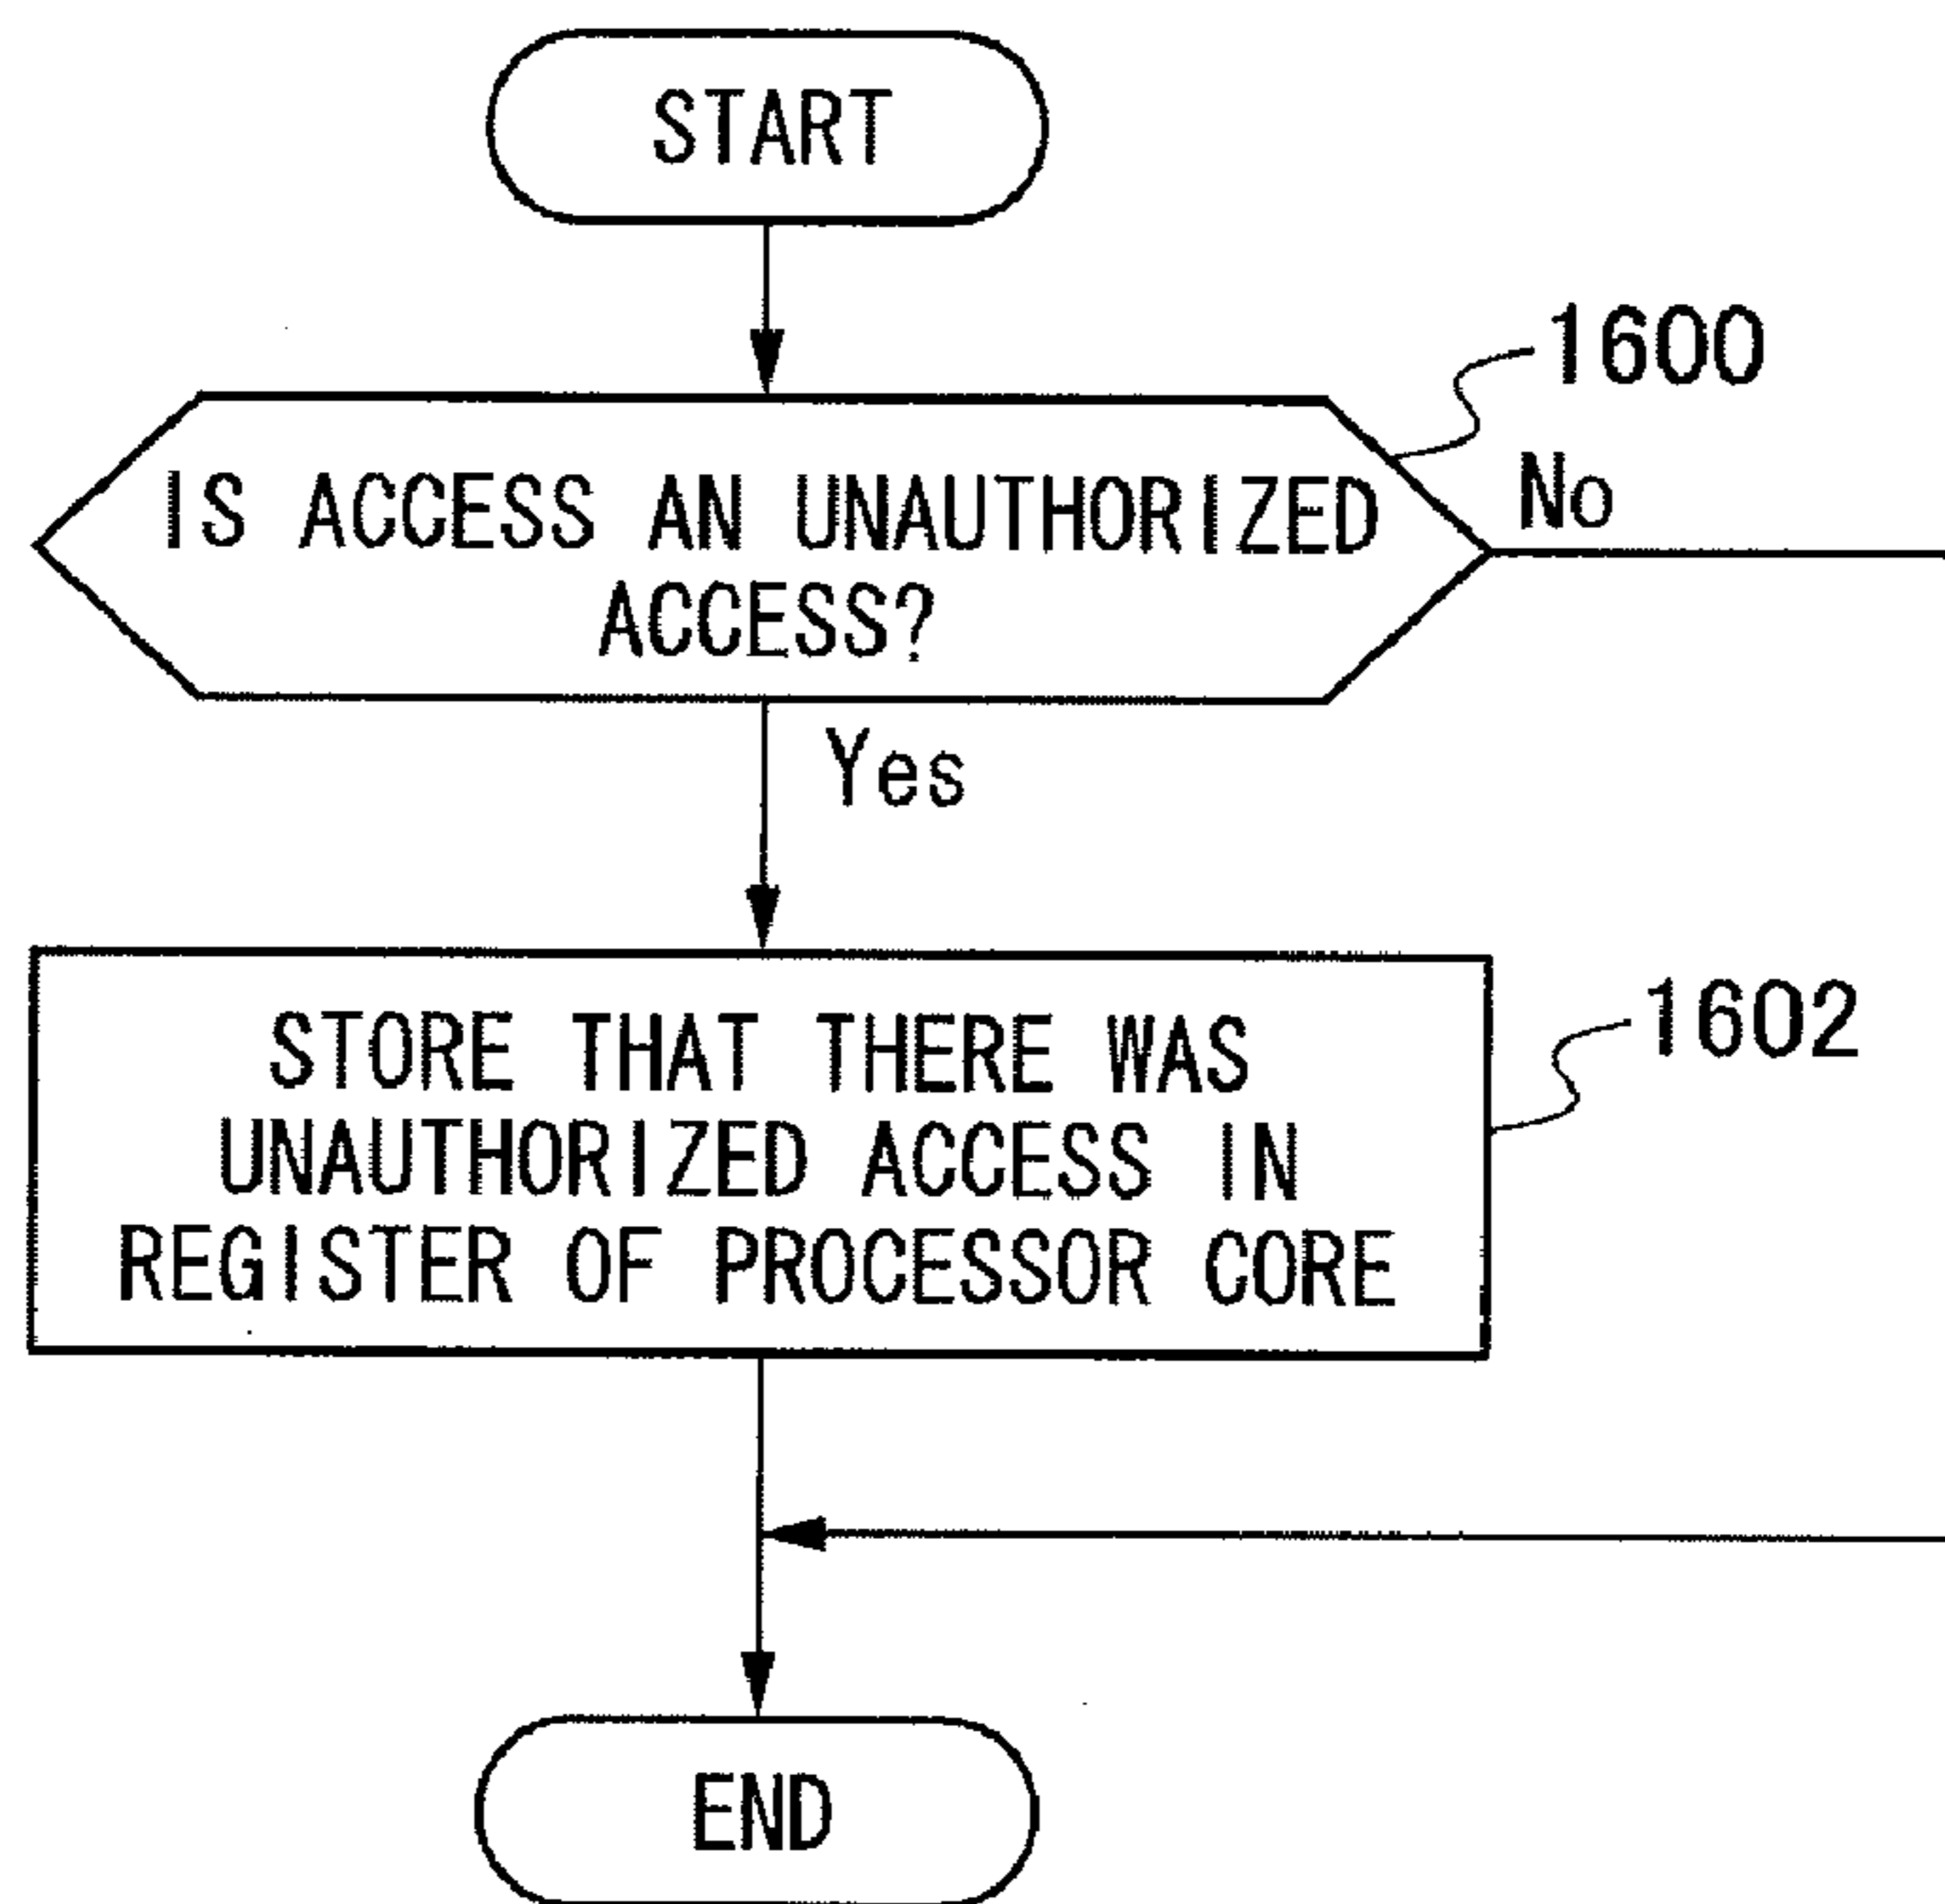 START
1600
IS ACCESS AN UNAUTHORIZED
ACCESS?
No
Yes
STORE THAT THERE WAS
UNAUTHORIZED ACCESS IN
REGISTER OF PROCESSOR CORE
1602
END